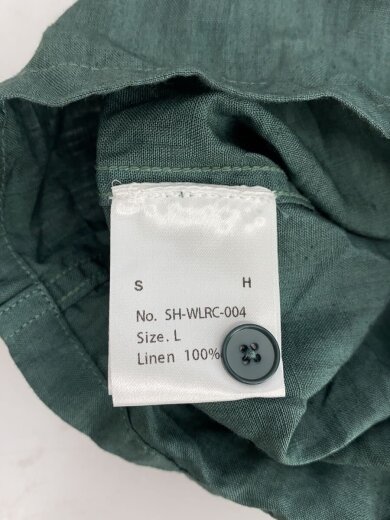 S H
No. SH-WLRC-004
Size. L
Linen 100%